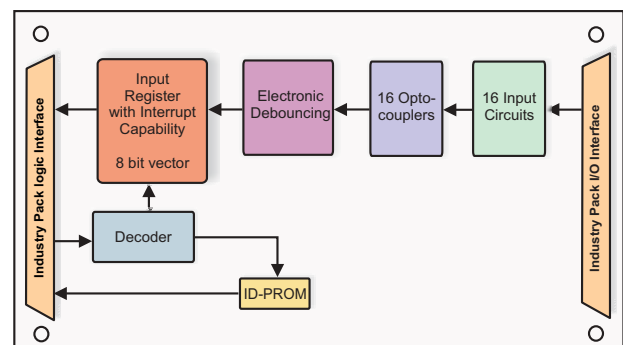 Industry Pack logic Interface
Input
Register
with Interrupt
Capability
8 bit vector
Electronic
Debouncing
16 Opto-
couplers
16 Input
Circuits
Industry Pack I/O Interface
Decoder
ID-PROM